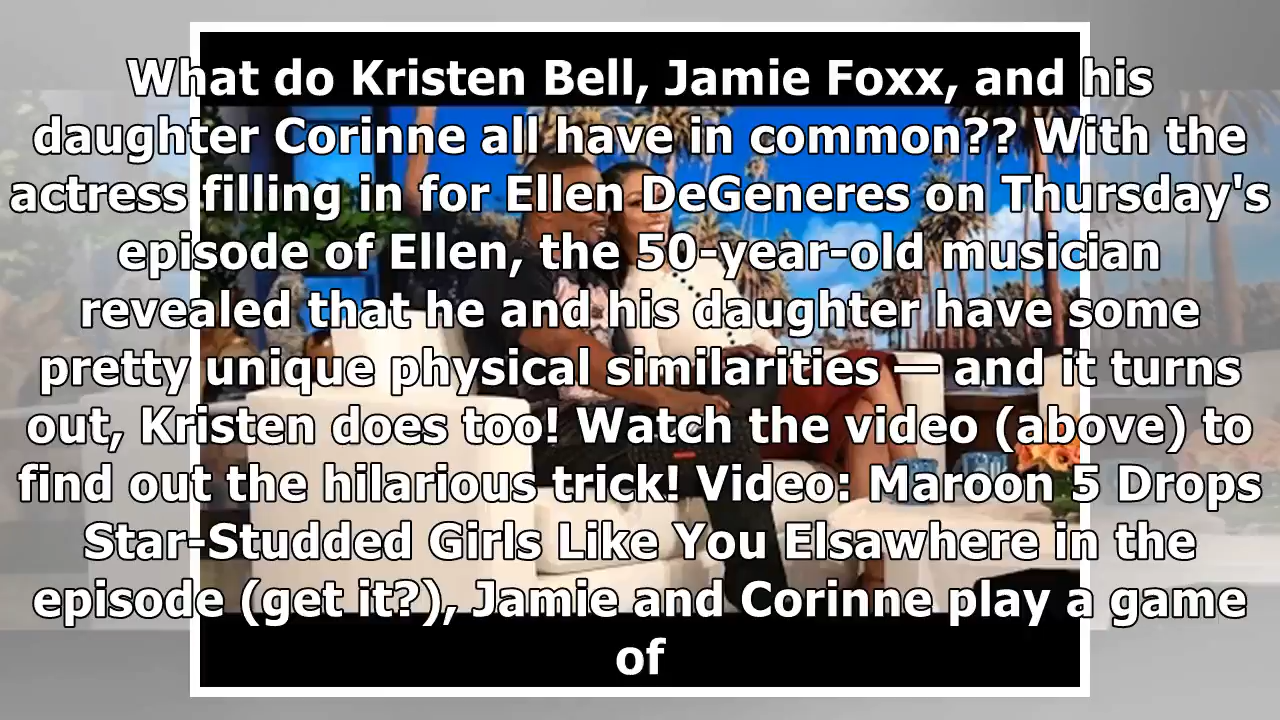 What do Kristen Bell, Jamie Foxx, and his
daughter Corinne all have in common?? With the
actress filling in for Ellen DeGeneres on Thursday's
episode of Ellen, the 50-year-old musician
revealed that he and his daughter have some
pretty unique physical similarities — and it turns
out, Kristen does too! Watch the video (above) to
find out the hilarious trick! Video: Maroon 5 Drops
Star-Studded Girls Like You Elsawhere in the
episode (get it?), Jamie and Corinne play a game
of